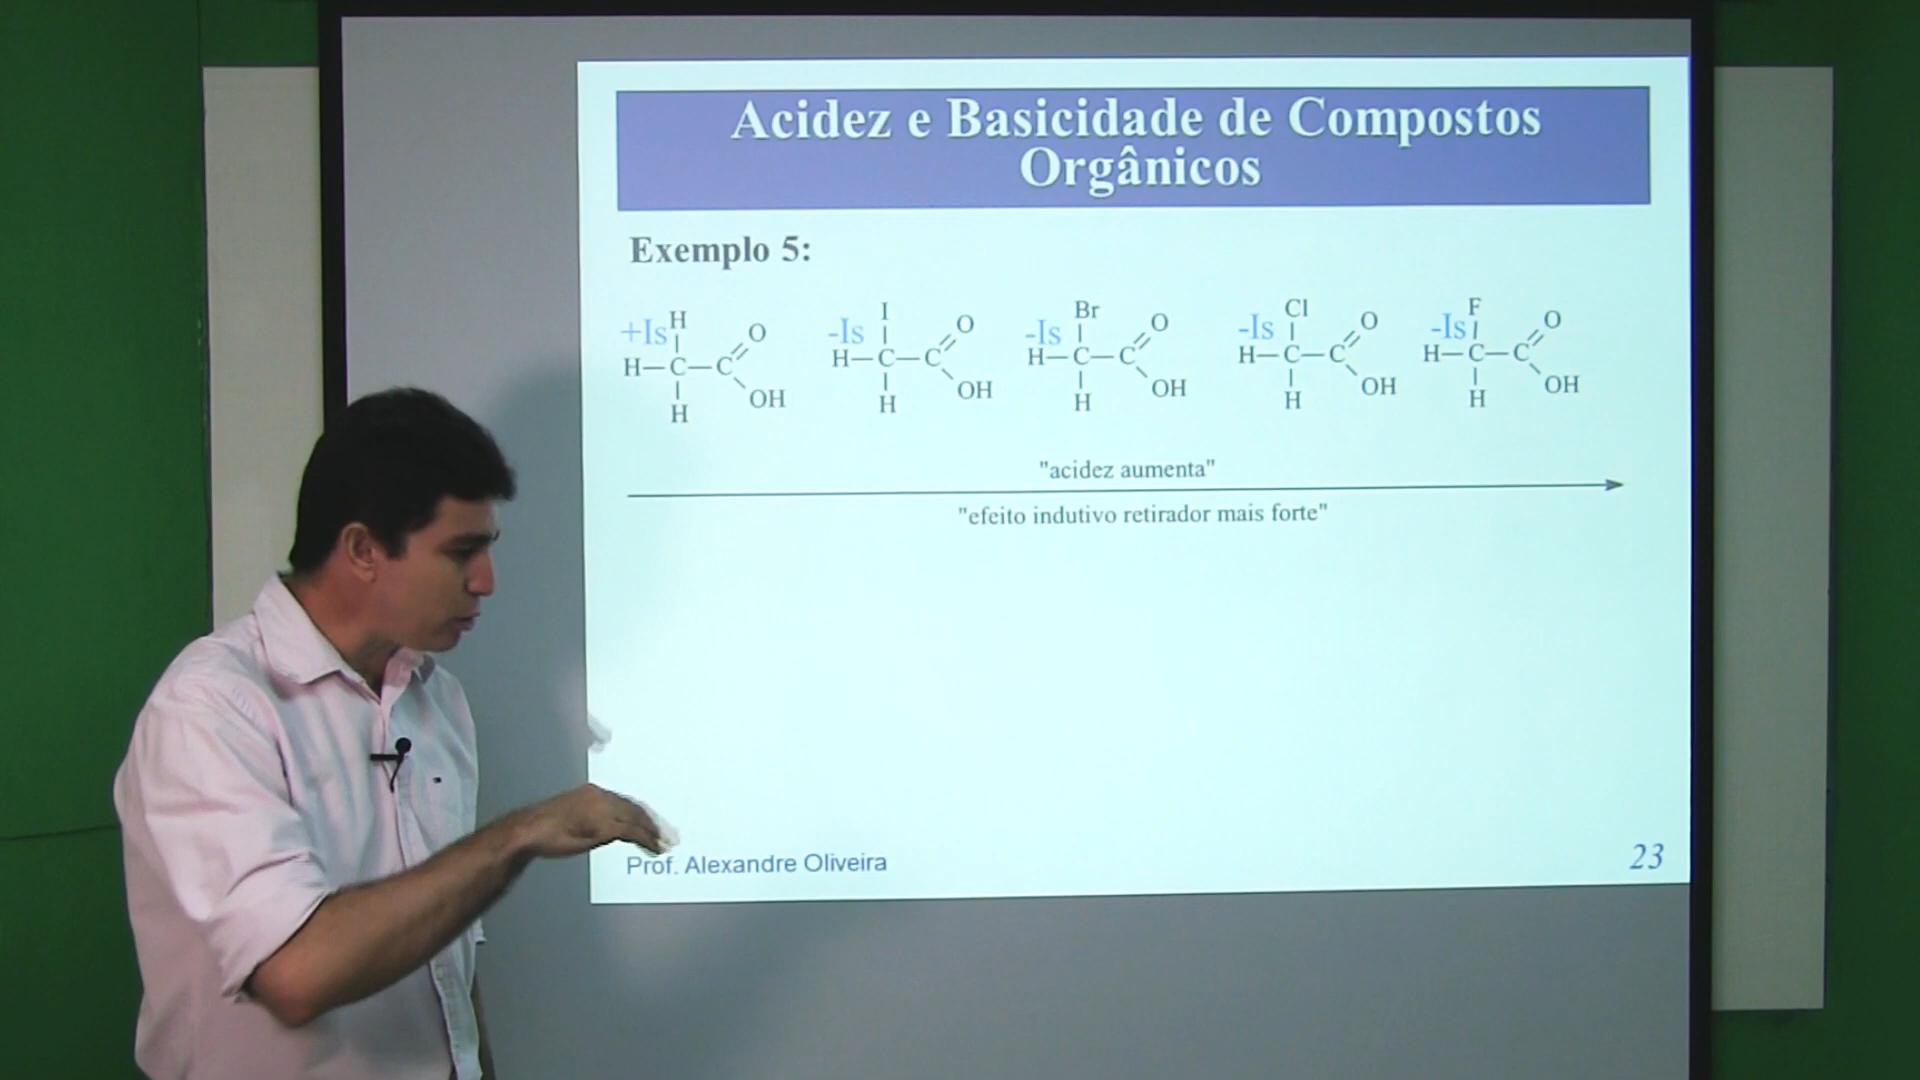 Acidez e Basicidade de Compostos
Orgânicos
Exemplo 5:
+Is H
H—C—C
O
OH
H
-Is I
H—C—C
O
OH
H
-Is Br
H—C—C
O
OH
H
-Is Cl
H—C—C
O
OH
H
-Is F
H—C—C
O
OH
H
"acidez aumenta"
"efeito indutivo retirador mais forte"
Prof. Alexandre Oliveira
23